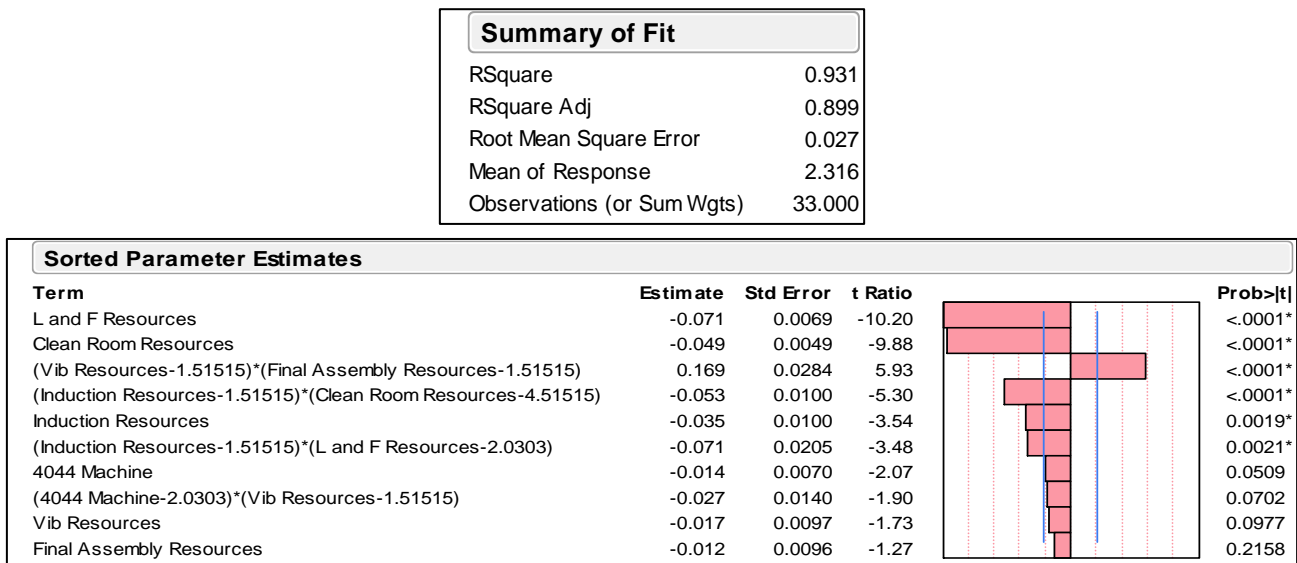 Summary of Fit
RSquare 0.931
RSquare Adj 0.899
Root Mean Square Error 0.027
Mean of Response 2.316
Observations (or Sum Wgts) 33.000
Sorted Parameter Estimates
Term Estimate Std Error t Ratio Prob>|t|
L and F Resources -0.071 0.0069 -10.20 <.0001*
Clean Room Resources -0.049 0.0049 -9.88 <.0001*
(Vib Resources-1.51515)*(Final Assembly Resources-1.51515) 0.169 0.0284 5.93 <.0001*
(Induction Resources-1.51515)*(Clean Room Resources-4.51515) -0.053 0.0100 -5.30 <.0001*
Induction Resources -0.035 0.0100 -3.54 0.0019*
(Induction Resources-1.51515)*(L and F Resources-2.0303) -0.071 0.0205 -3.48 0.0021*
4044 Machine -0.014 0.0070 -2.07 0.0509
(4044 Machine-2.0303)*(Vib Resources-1.51515) -0.027 0.0140 -1.90 0.0702
Vib Resources -0.017 0.0097 -1.73 0.0977
Final Assembly Resources -0.012 0.0096 -1.27 0.2158